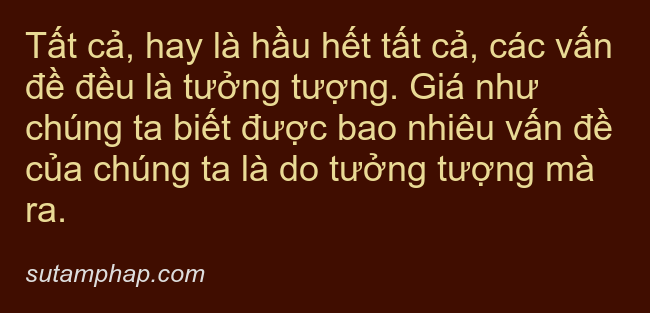 Tất cả, hay là hầu hết tất cả, các vấn
đề đều là tưởng tượng. Giá như
chúng ta biết được bao nhiêu vấn đề
của chúng ta là do tưởng tượng mà
ra.
sutamphap.com